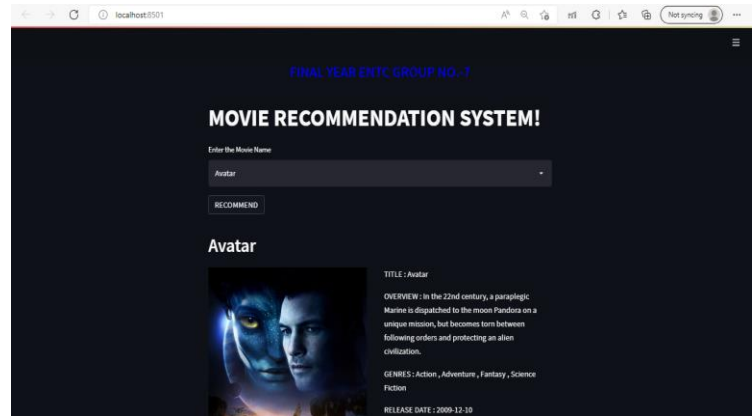 localhost:8501
Not syncing
FINAL YEAR ENTC GROUP NO.-7
MOVIE RECOMMENDATION SYSTEM!
Enter the Movie Name
Avatar
RECOMMEND
Avatar
TITLE : Avatar
OVERVIEW : In the 22nd century, a paraplegic
Marine is dispatched to the moon Pandora on a
unique mission, but becomes torn between
following orders and protecting an alien
civilization.
GENRES : Action , Adventure , Fantasy , Science
Fiction
RELEASE DATE : 2009-12-10